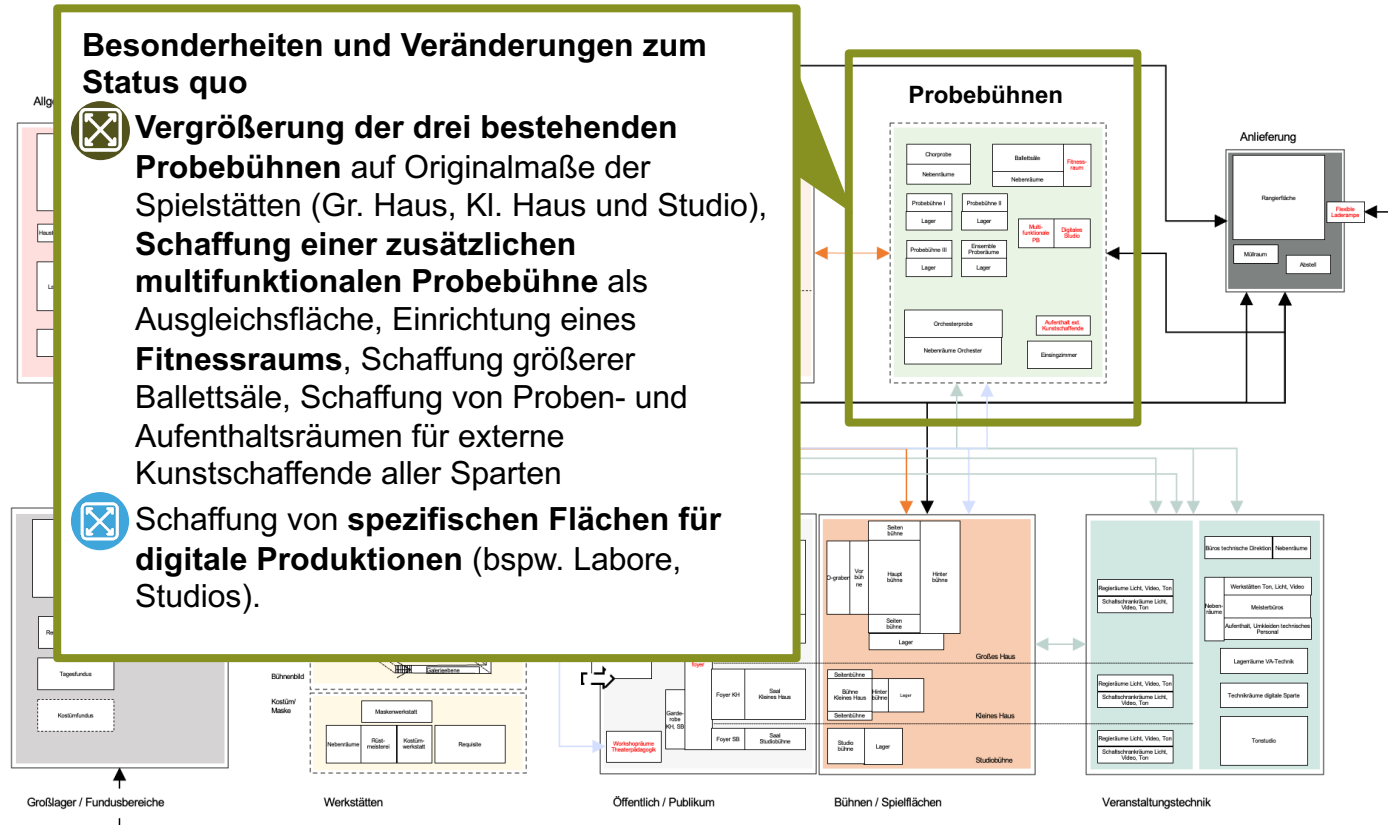 Besonderheiten und Veränderungen zum
Status quo
Vergrößerung der drei bestehenden
Probebühnen auf Originalmaße der
Spielstätten (Gr. Haus, Kl. Haus und Studio),
Schaffung einer zusätzlichen
multifunktionalen Probebühne als
Ausgleichsfläche, Einrichtung eines
Fitnessraums, Schaffung größerer
Ballettsäle, Schaffung von Proben- und
Aufenthaltsräumen für externe
Kunstschaffende aller Sparten
Schaffung von spezifischen Flächen für
digitale Produktionen (bspw. Labore,
Studios).
Probebühnen
Chorprobe
Nebenräume
Ballettsäle
Nebenräume
Fitness-
raum
Probebühne I
Lager
Probebühne II
Lager
Multi-
funktionale
PB
Digitales
Studio
Probebühne III
Lager
Ensemble
Proberäume
Lager
Orchesterprobe
Nebenräume Orchester
Aufenthalt ext.
Kunstschaffende
Einsingzimmer
Anlieferung
Rangierfläche
Flexible
Laderampe
Müllraum
Abstell
Tagesfundus
Kostümfundus
Großlager / Fundusbereiche
Galerieebene
Bühnenbild
Kostüm/
Maske
Maskenwerkstatt
Nebenräume
Rüst-
meisterei
Kostüm-
werkstatt
Requisite
Werkstätten
foyer
Garde-
robe
KH, SB
Foyer KH
Saal
Kleines Haus
Foyer SB
Saal
Studiobühne
Workshopräume
Theaterpädagogik
Öffentlich / Publikum
Seiten
bühne
O-graben
Vor
büh
ne
Haupt
bühne
Hinter
bühne
Seiten
bühne
Lager
Großes Haus
Seitenbühne
Bühne
Kleines Haus
Hinter
bühne
Lager
Seitenbühne
Kleines Haus
Studio
bühne
Lager
Studiobühne
Bühnen / Spielflächen
Regieräume Licht, Video, Ton
Schaltschrankräume Licht,
Video, Ton
Regieräume Licht, Video, Ton
Schaltschrankräume Licht,
Video, Ton
Regieräume Licht, Video, Ton
Schaltschrankräume Licht,
Video, Ton
Büros technische Direktion
Nebenräume
Neben-
räume
Werkstätten Ton, Licht, Video
Meisterbüros
Aufenthalt, Umkleiden technisches
Personal
Lagerräume VA-Technik
Technikräume digitale Sparte
Tonstudio
Veranstaltungstechnik